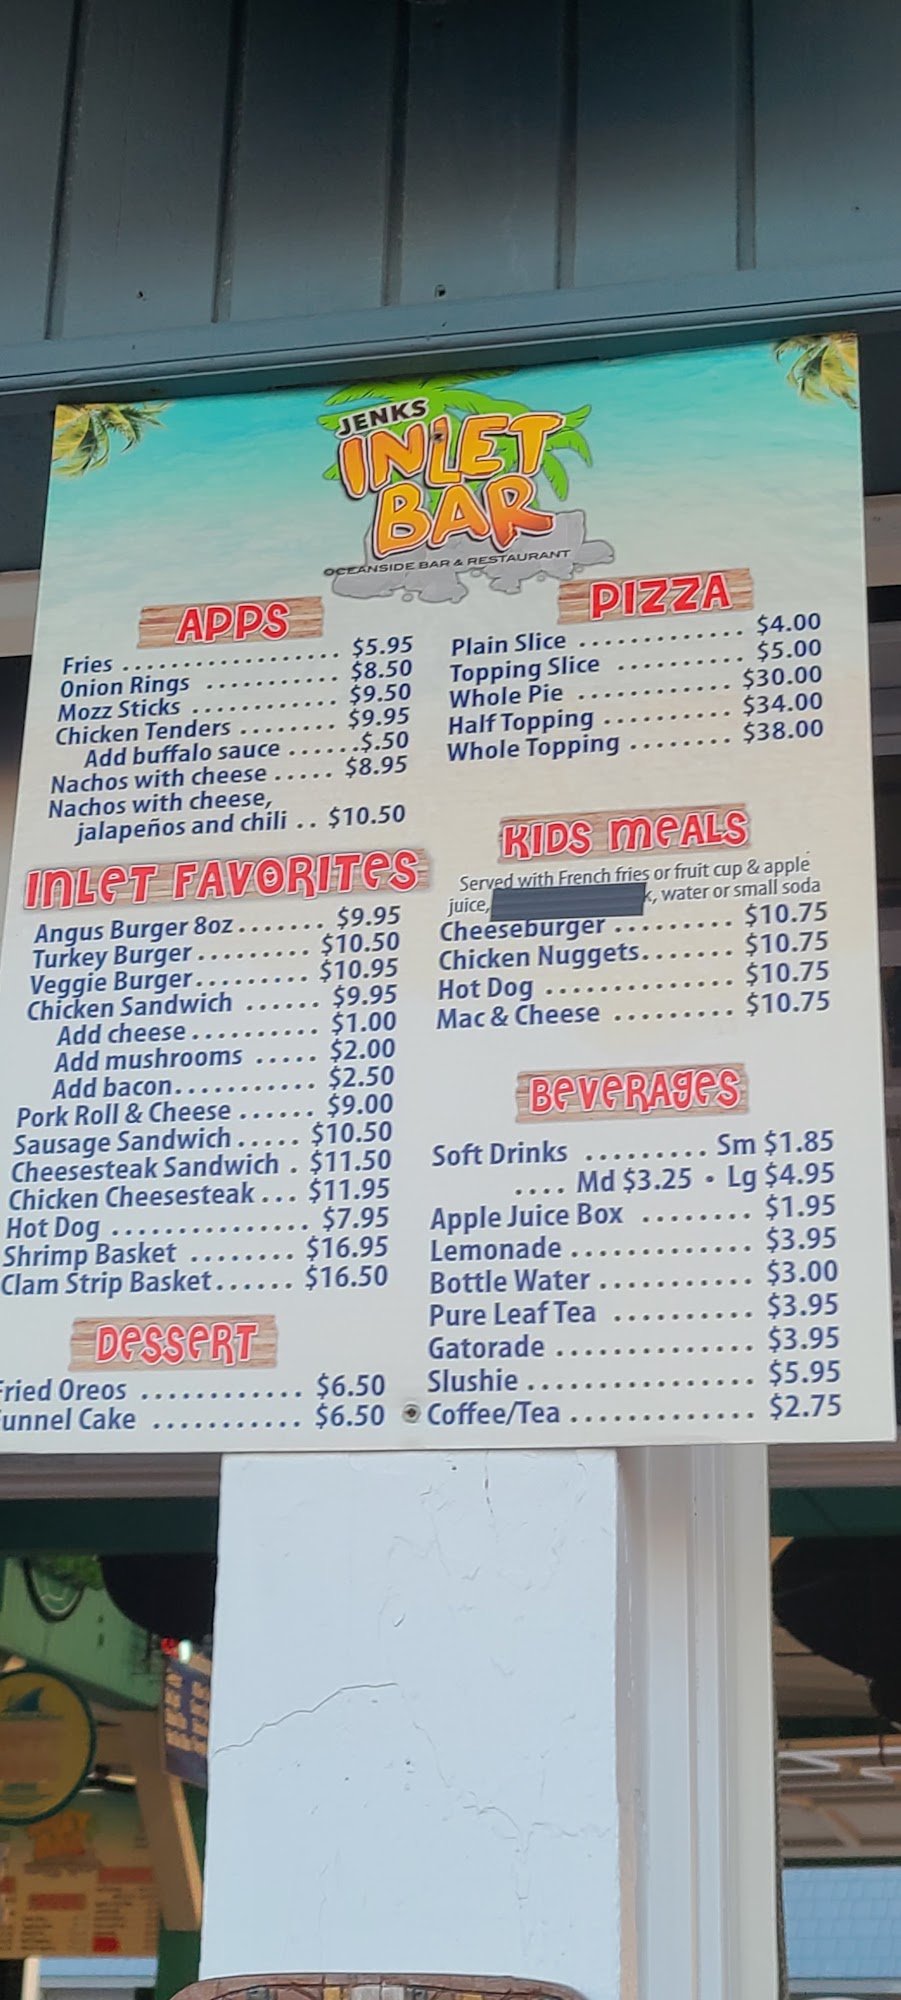 JENKS
INLET
BAR
OCEANSIDE BAR & RESTAURANT
APPS
Fries .................. $5.95
Onion Rings ............ $8.50
Mozz Sticks ............. $9.50
Chicken Tenders ........ $9.95
Add buffalo sauce .......$.50
Nachos with cheese ..... $8.95
Nachos with cheese,
jalapeños and chili .. $10.50
INLET FAVORITES
Angus Burger 8oz....... $9.95
Turkey Burger......... $10.50
Veggie Burger......... $10.95
Chicken Sandwich ...... $9.95
Add cheese.......... $1.00
Add mushrooms ..... $2.00
Add bacon........... $2.50
Pork Roll & Cheese ...... $9.00
Sausage Sandwich..... $10.50
Cheesesteak Sandwich . $11.50
Chicken Cheesesteak... $11.95
Hot Dog ............... $7.95
Shrimp Basket ........ $16.95
Clam Strip Basket...... $16.50
DESSERT
Fried Oreos ............ $6.50
Funnel Cake ........... $6.50
PIZZA
Plain Slice ............. $4.00
Topping Slice .......... $5.00
Whole Pie ............ $30.00
Half Topping .......... $34.00
Whole Topping ........ $38.00
KIDS MEALS
Served with French fries or fruit cup & apple
juice, k, water or small soda
Cheeseburger ......... $10.75
Chicken Nuggets....... $10.75
Hot Dog .............. $10.75
Mac & Cheese ......... $10.75
BEVERAGES
Soft Drinks ......... Sm $1.85
.... Md $3.25 • Lg $4.95
Apple Juice Box ........ $1.95
Lemonade ............. $3.95
Bottle Water ........... $3.00
Pure Leaf Tea .......... $3.95
Gatorade .............. $3.95
Slushie ................ $5.95
Coffee/Tea ............. $2.75